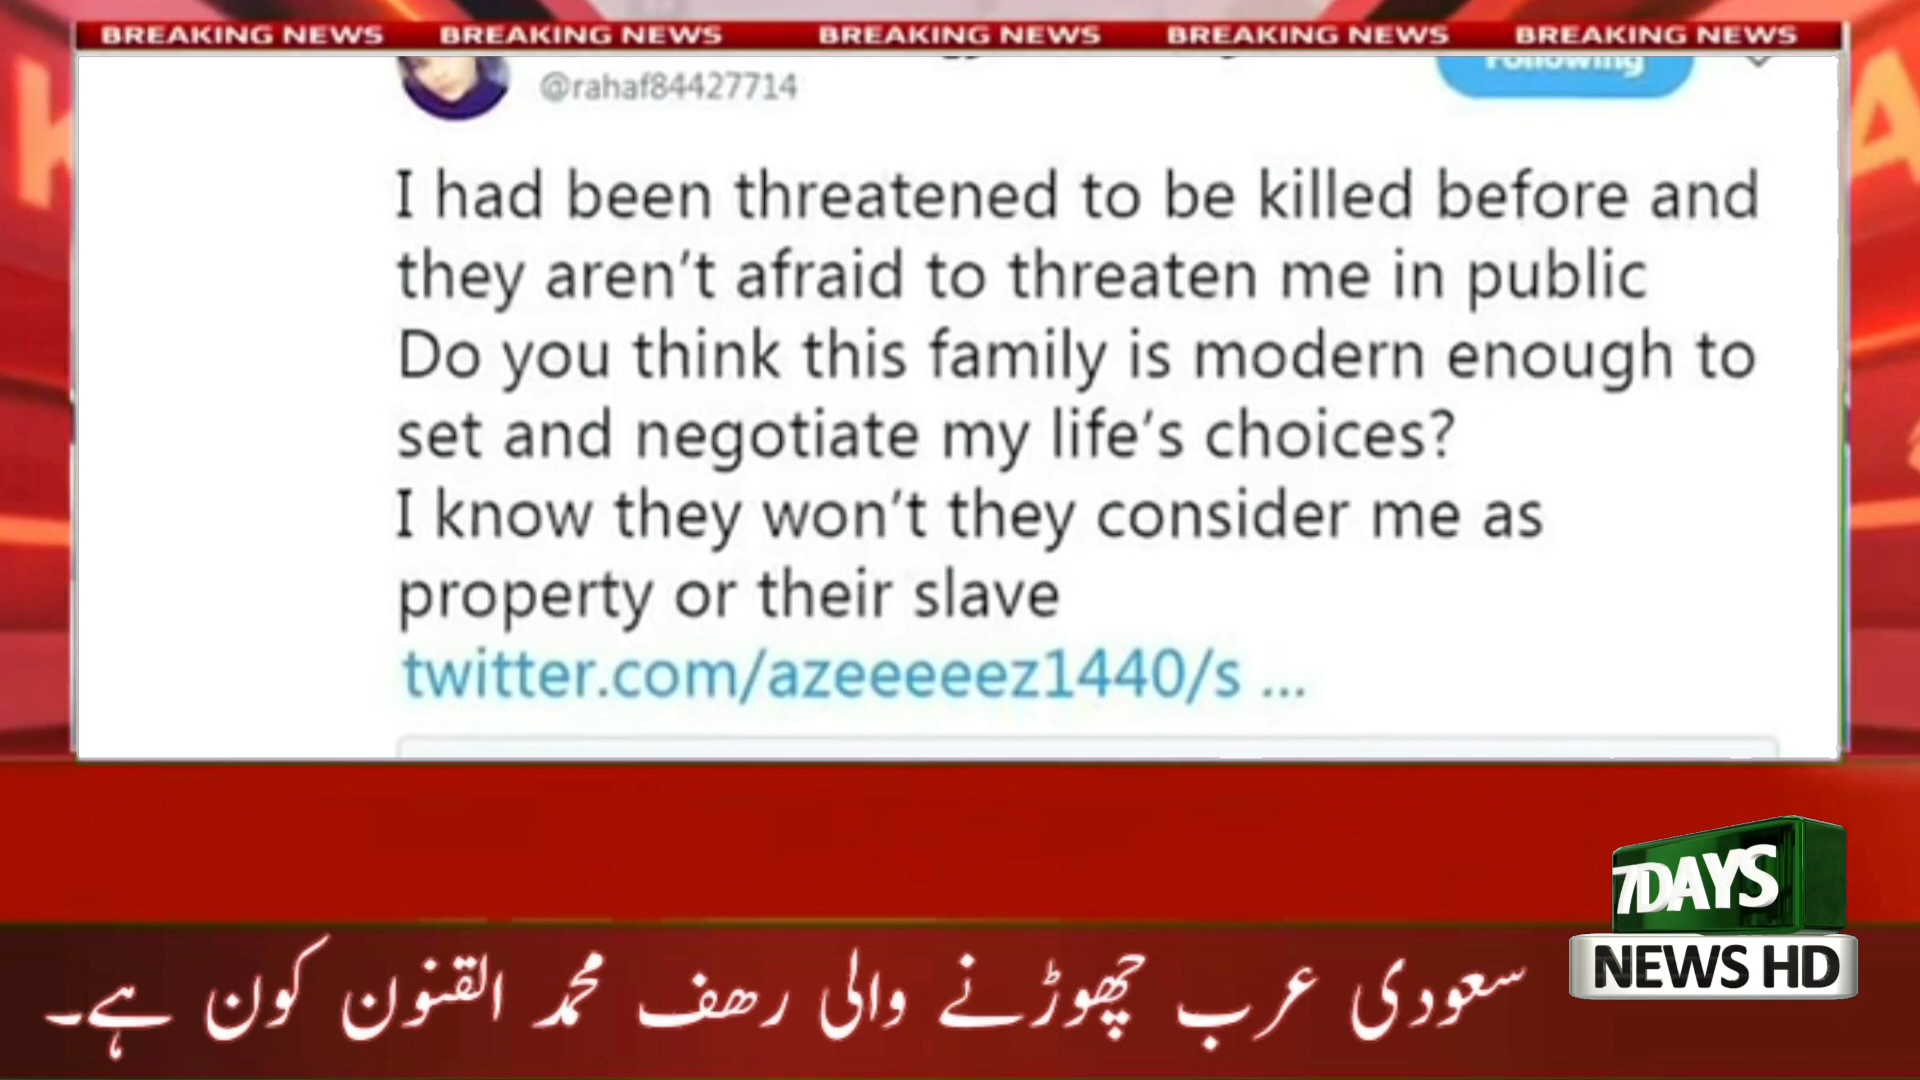 BREAKING NEWS BREAKING NEWS BREAKING NEWS BREAKING NEWS BREAKING NEWS
@rahaf84427714
Following
I had been threatened to be killed before and
they aren't afraid to threaten me in public
Do you think this family is modern enough to
set and negotiate my life's choices?
I know they won't they consider me as
property or their slave
twitter.com/azeeeeez1440/s ...
7DAYS
NEWS HD
سعودی عرب چھوڑنے والی رھف محمد القنون کون ہے۔